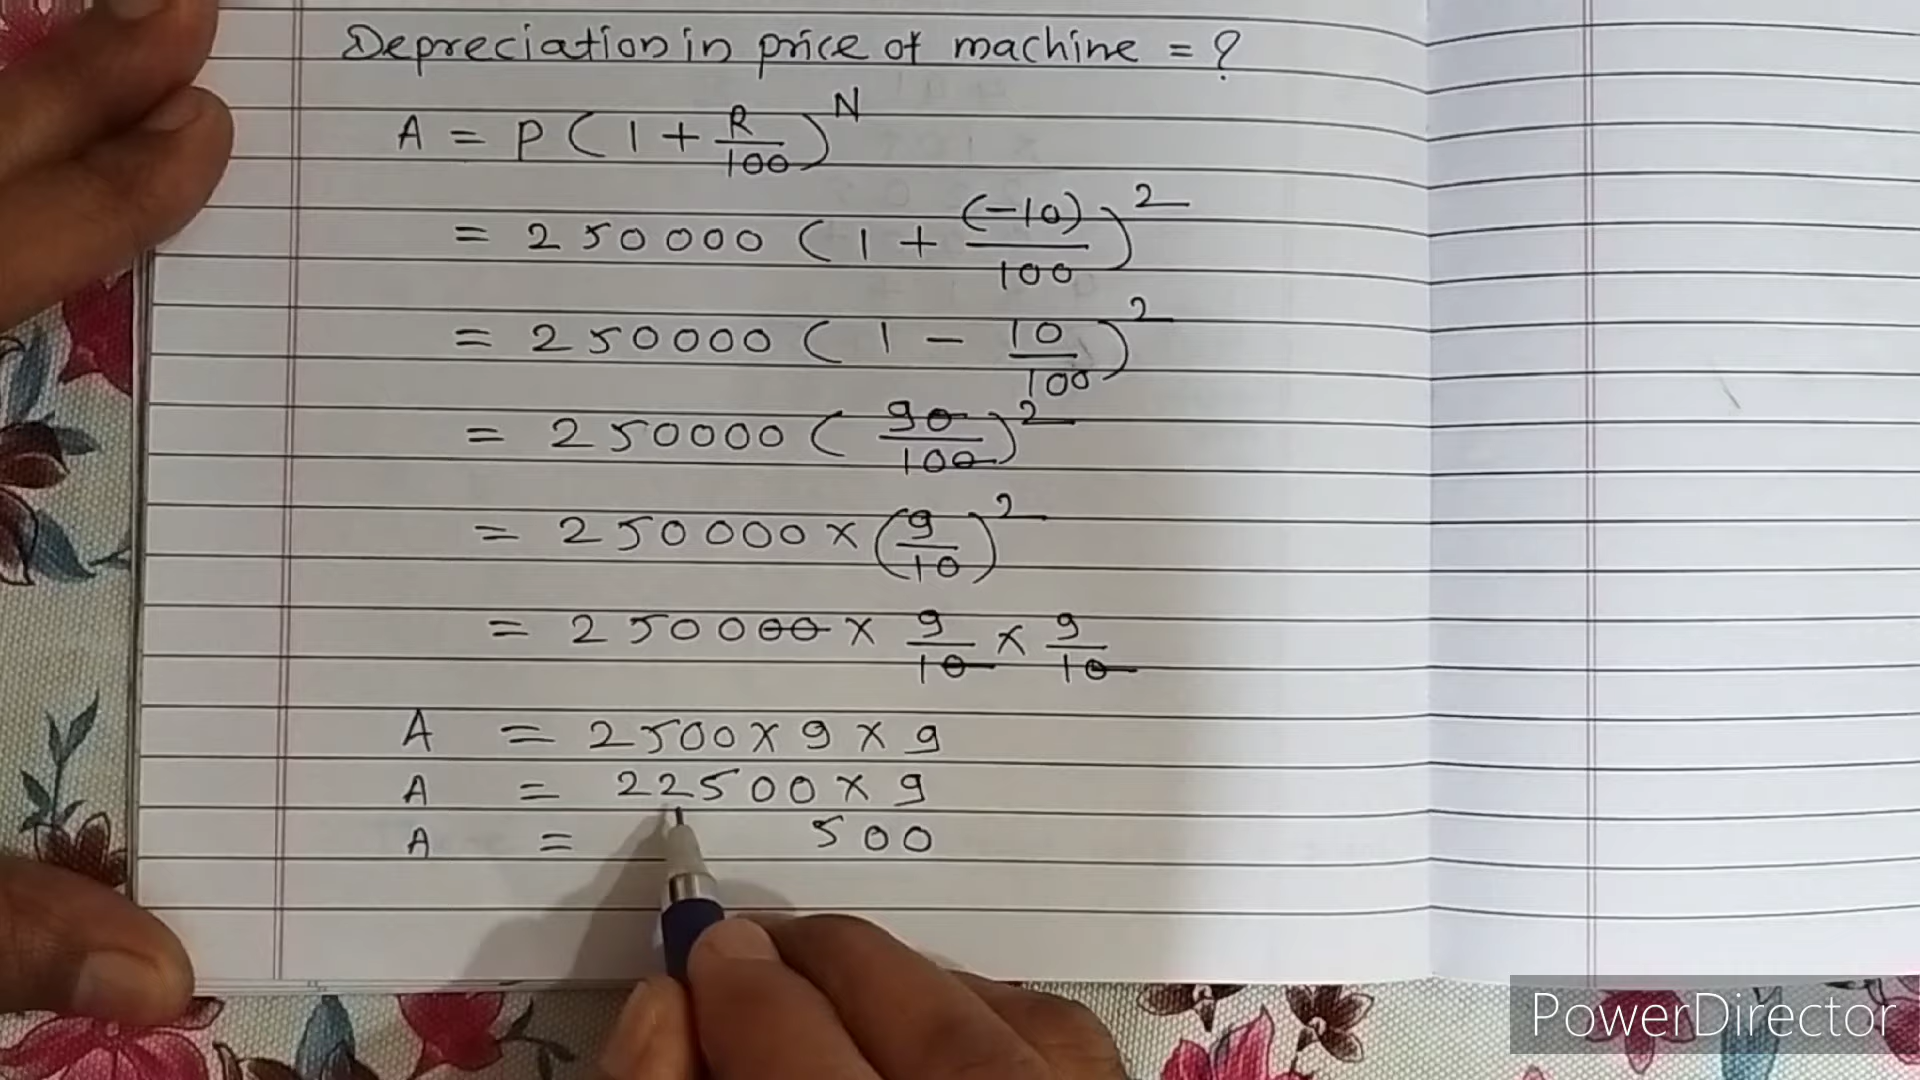 Depreciation in price of machine = ?
A = P ( 1 + R/100 )^N
= 250000 ( 1 + (-10)/100 )^2
= 250000 ( 1 - 10/100 )^2
= 250000 ( 90/100 )^2
= 250000 × ( 9/10 )^2
= 250000 × 9/10 × 9/10
A = 2500 × 9 × 9
A = 22500 × 9
A = 500
PowerDirector